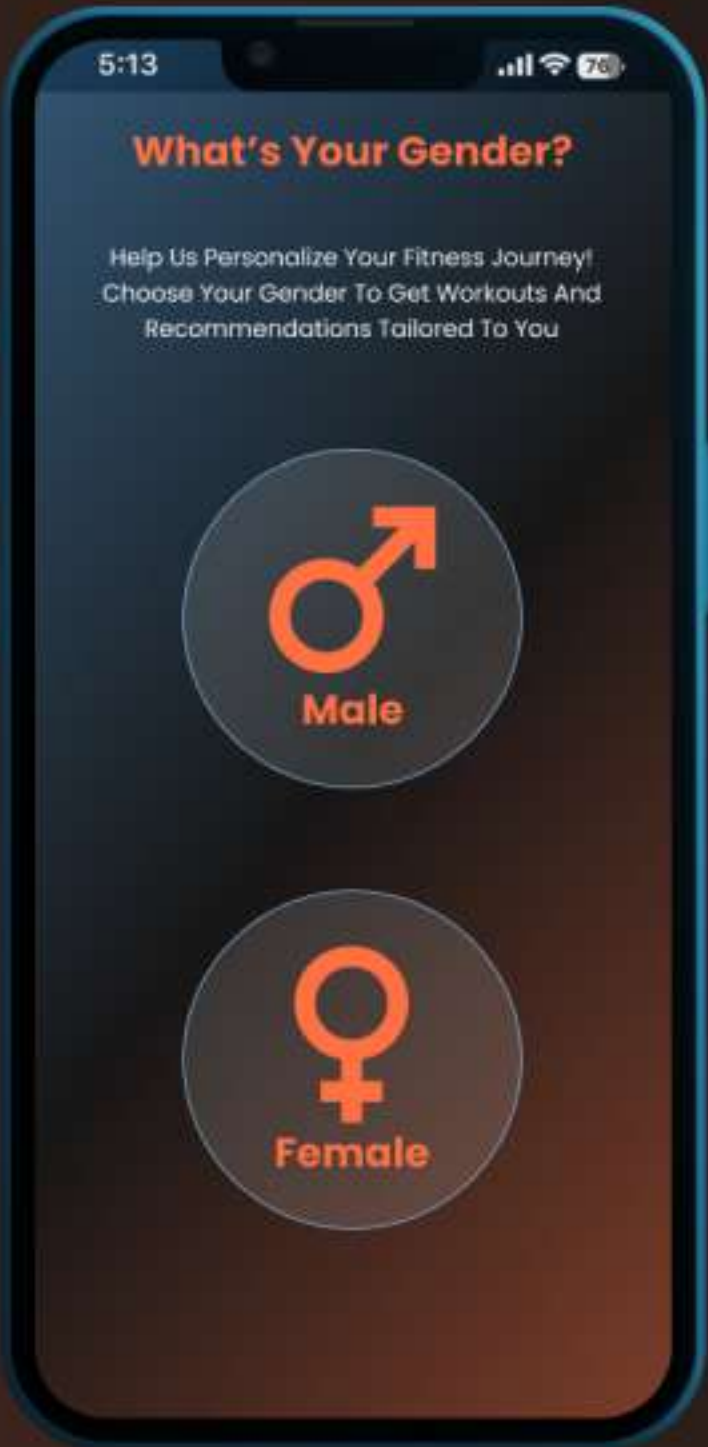 5:13
76
What's Your Gender?
Help Us Personalize Your Fitness Journey!
Choose Your Gender To Get Workouts And
Recommendations Tailored To You
Male
Female